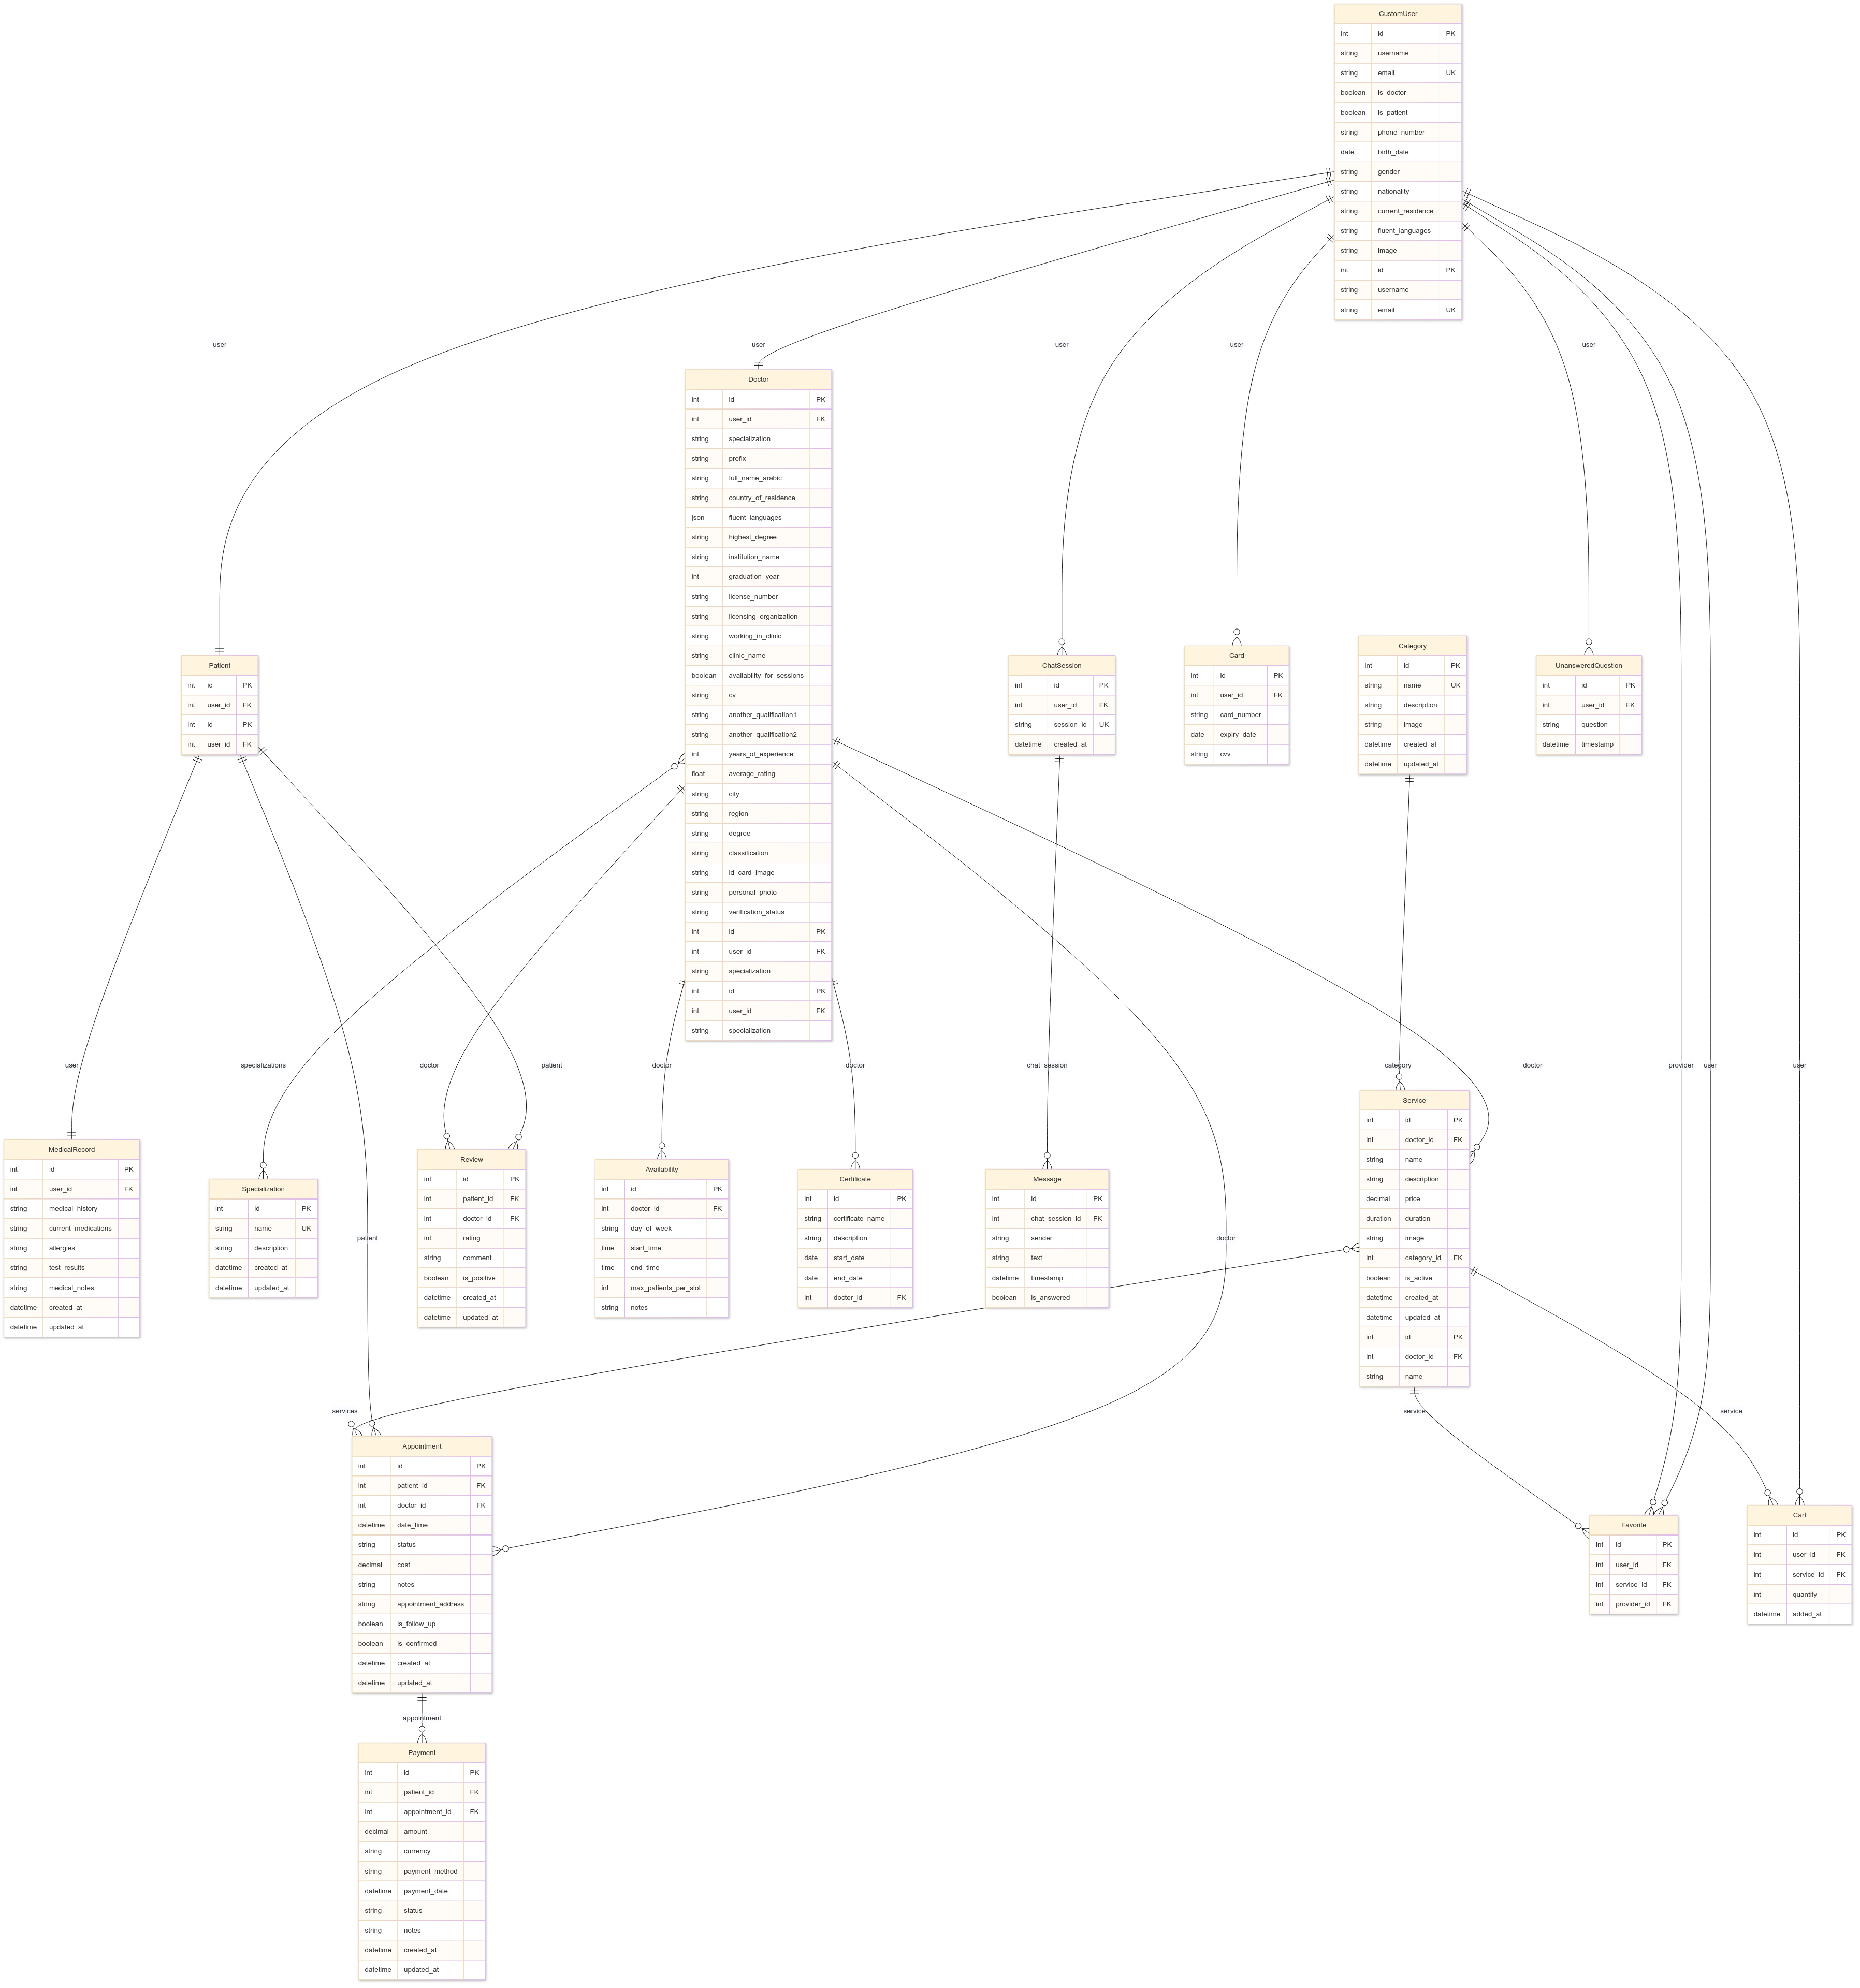 CustomUser
int id PK
string username
string email UK
boolean is_doctor
boolean is_patient
string phone_number
date birth_date
string gender
string nationality
string current_residence
string fluent_languages
string image
int id PK
string username
string email UK
user
user
user
user
user
Doctor
int id PK
int user_id FK
string specialization
string prefix
string full_name_arabic
string country_of_residence
json fluent_languages
string highest_degree
string institution_name
int graduation_year
string license_number
string licensing_organization
string working_in_clinic
string clinic_name
boolean availability_for_sessions
string cv
string another_qualification1
string another_qualification2
int years_of_experience
float average_rating
string city
string region
string degree
string classification
string id_card_image
string personal_photo
string verification_status
int id PK
int user_id FK
string specialization
int id PK
int user_id FK
string specialization
Patient
int id PK
int user_id FK
int id PK
int user_id FK
ChatSession
int id PK
int user_id FK
string session_id UK
datetime created_at
Card
int id PK
int user_id FK
string card_number
date expiry_date
string cvv
Category
int id PK
string name UK
string description
string image
datetime created_at
datetime updated_at
UnansweredQuestion
int id PK
int user_id FK
string question
datetime timestamp
user
specializations
doctor
patient
doctor
doctor
chat_session
category
doctor
provider
user
user
MedicalRecord
int id PK
int user_id FK
string medical_history
string current_medications
string allergies
string test_results
string medical_notes
datetime created_at
datetime updated_at
Specialization
int id PK
string name UK
string description
datetime created_at
datetime updated_at
Review
int id PK
int patient_id FK
int doctor_id FK
int rating
string comment
boolean is_positive
datetime created_at
datetime updated_at
Availability
int id PK
int doctor_id FK
string day_of_week
time start_time
time end_time
int max_patients_per_slot
string notes
Certificate
int id PK
string certificate_name
string description
date start_date
date end_date
int doctor_id FK
Message
int id PK
int chat_session_id FK
string sender
string text
datetime timestamp
boolean is_answered
Service
int id PK
int doctor_id FK
string name
string description
decimal price
duration duration
string image
int category_id FK
boolean is_active
datetime created_at
datetime updated_at
int id PK
int doctor_id FK
string name
patient
doctor
services
service
service
Appointment
int id PK
int patient_id FK
int doctor_id FK
datetime date_time
string status
decimal cost
string notes
string appointment_address
boolean is_follow_up
boolean is_confirmed
datetime created_at
datetime updated_at
Favorite
int id PK
int user_id FK
int service_id FK
int provider_id FK
Cart
int id PK
int user_id FK
int service_id FK
int quantity
datetime added_at
appointment
Payment
int id PK
int patient_id FK
int appointment_id FK
decimal amount
string currency
string payment_method
datetime payment_date
string status
string notes
datetime created_at
datetime updated_at